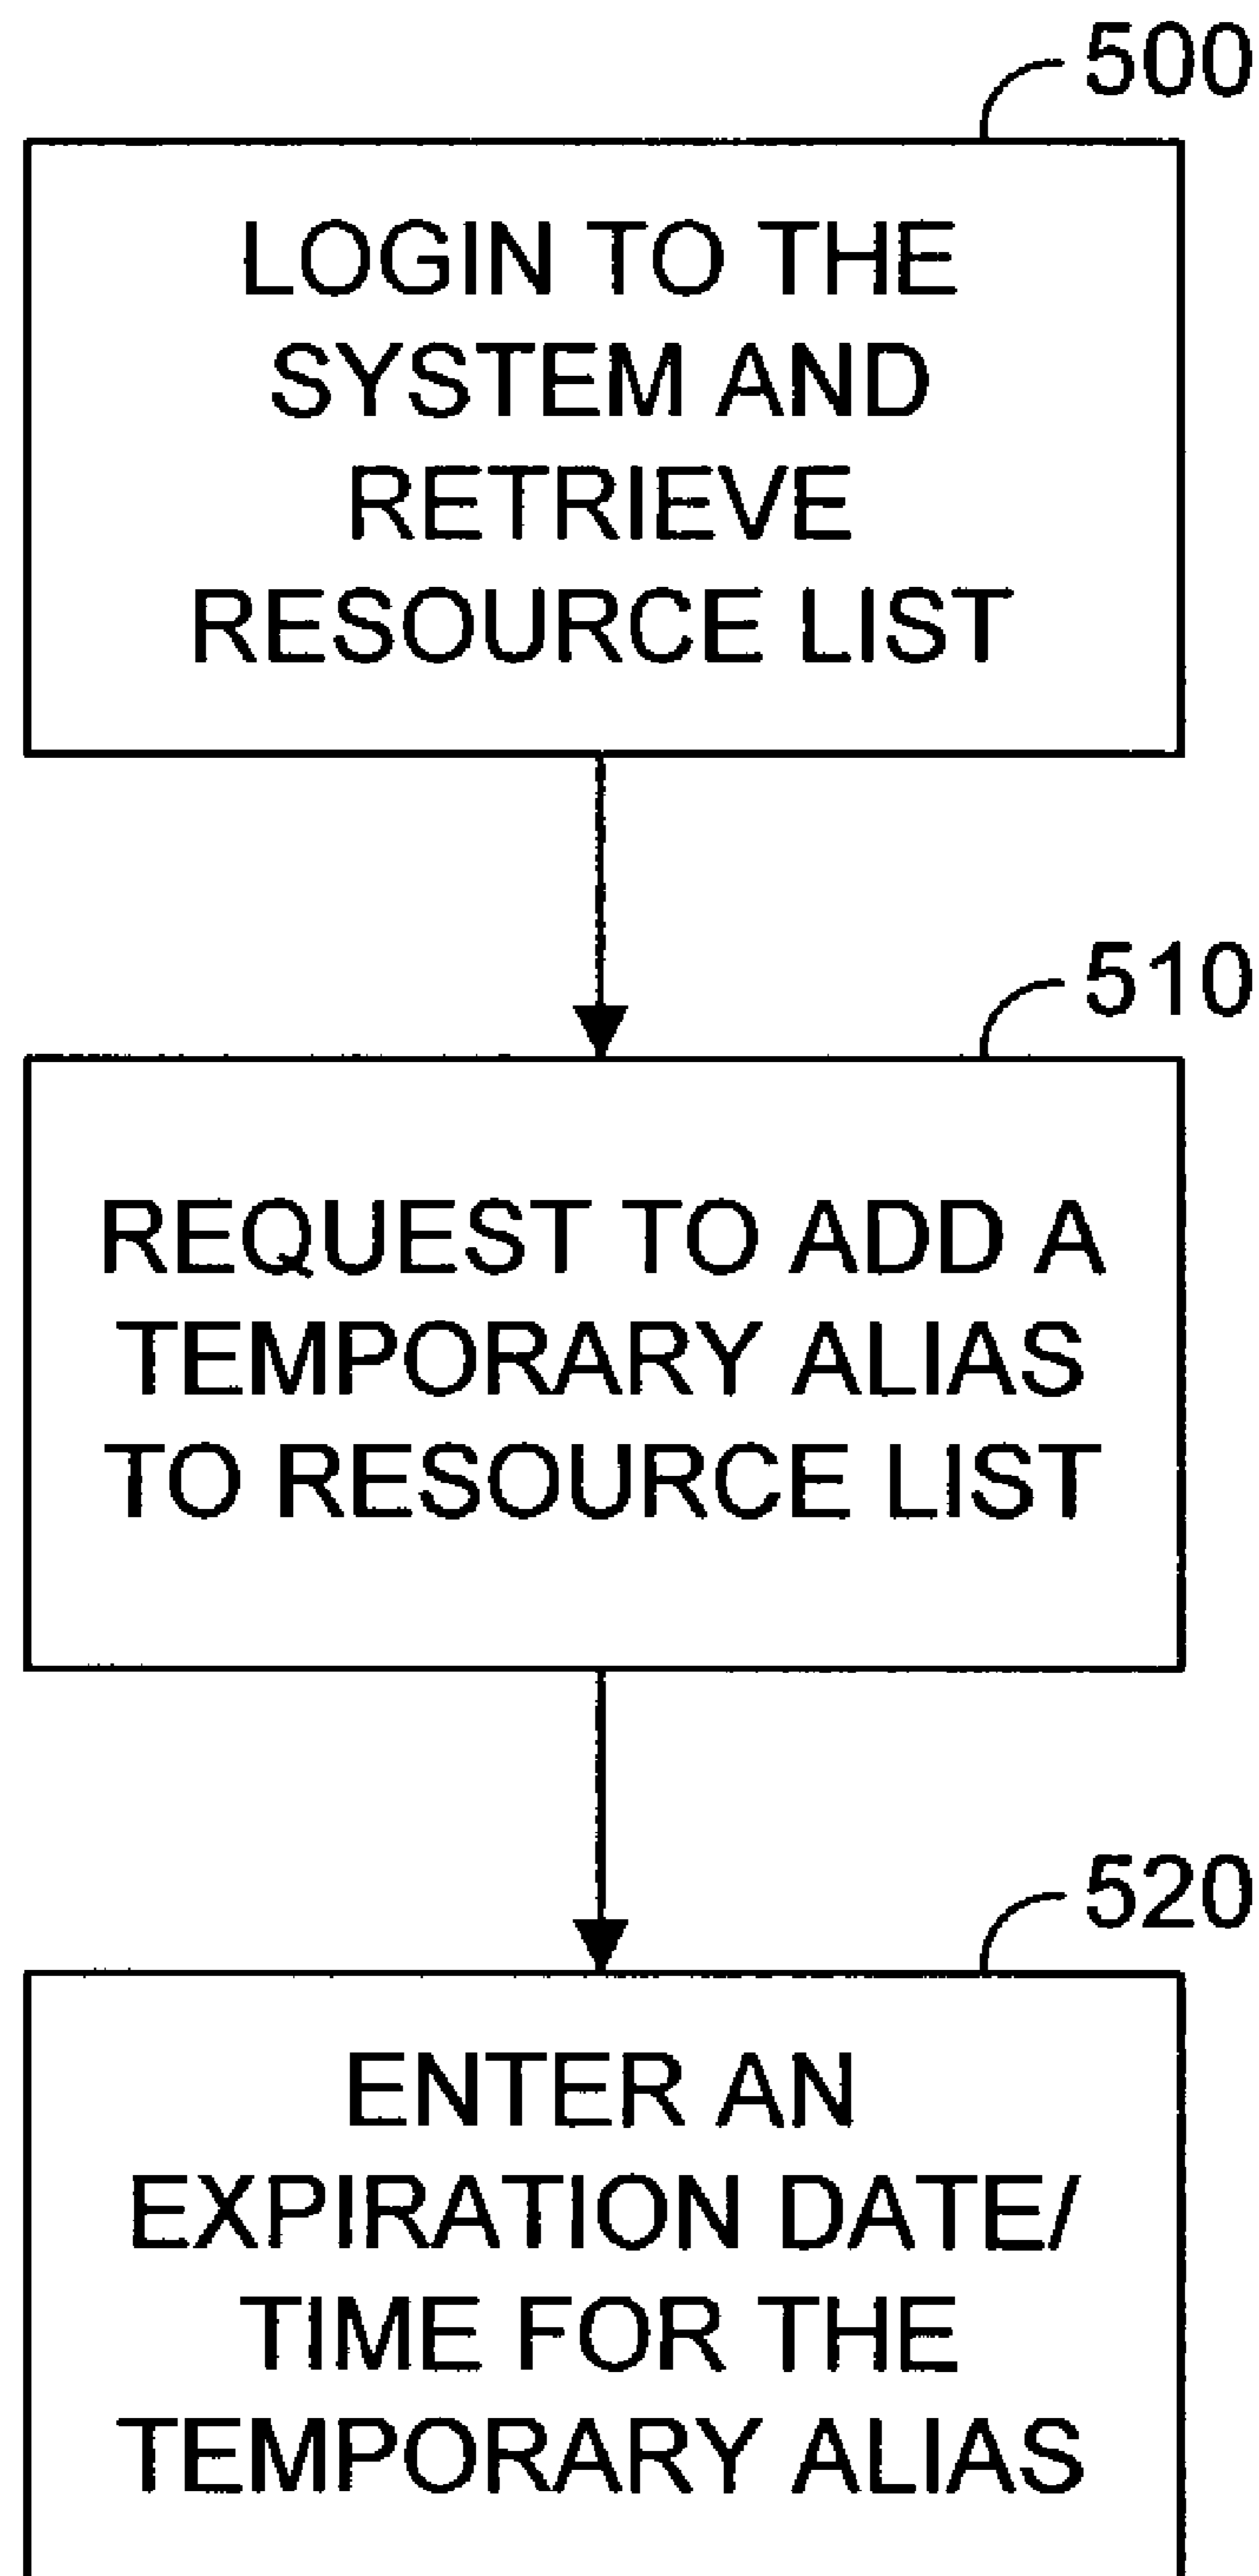 500
LOGIN TO THE
SYSTEM AND
RETRIEVE
RESOURCE LIST
510
REQUEST TO ADD A
TEMPORARY ALIAS
TO RESOURCE LIST
520
ENTER AN
EXPIRATION DATE/
TIME FOR THE
TEMPORARY ALIAS